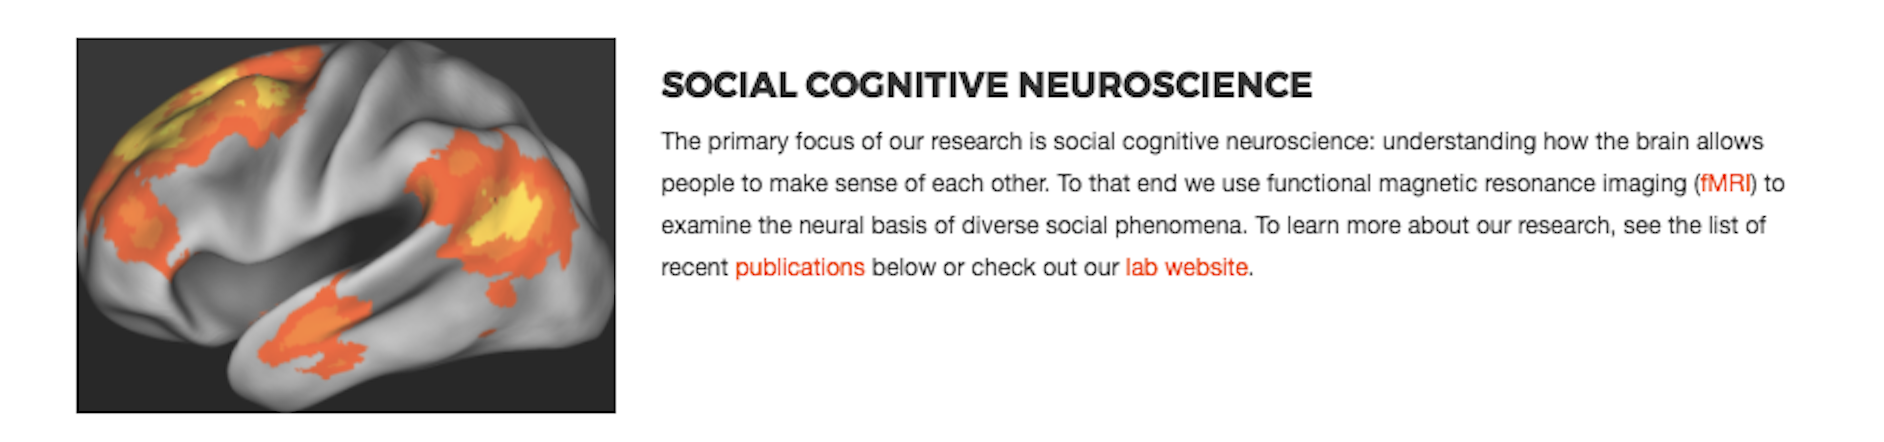 SOCIAL COGNITIVE NEUROSCIENCE
The primary focus of our research is social cognitive neuroscience: understanding how the brain allows
people to make sense of each other. To that end we use functional magnetic resonance imaging (fMRI) to
examine the neural basis of diverse social phenomena. To learn more about our research, see the list of
recent publications below or check out our lab website.